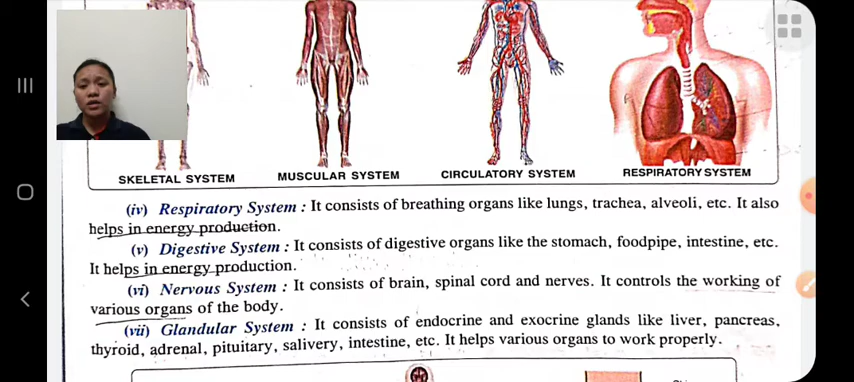 SKELETAL SYSTEM MUSCULAR SYSTEM CIRCULATORY SYSTEM RESPIRATORY SYSTEM
(iv) Respiratory System : It consists of breathing organs like lungs, trachea, alveoli, etc. It also
helps in energy production.
(v) Digestive System : It consists of digestive organs like the stomach, foodpipe, intestine, etc.
It helps in energy production.
(vi) Nervous System : It consists of brain, spinal cord and nerves. It controls the working of
various organs of the body.
(vii) Glandular System : It consists of endocrine and exocrine glands like liver, pancreas,
thyroid, adrenal, pituitary, salivery, intestine, etc. It helps various organs to work properly.